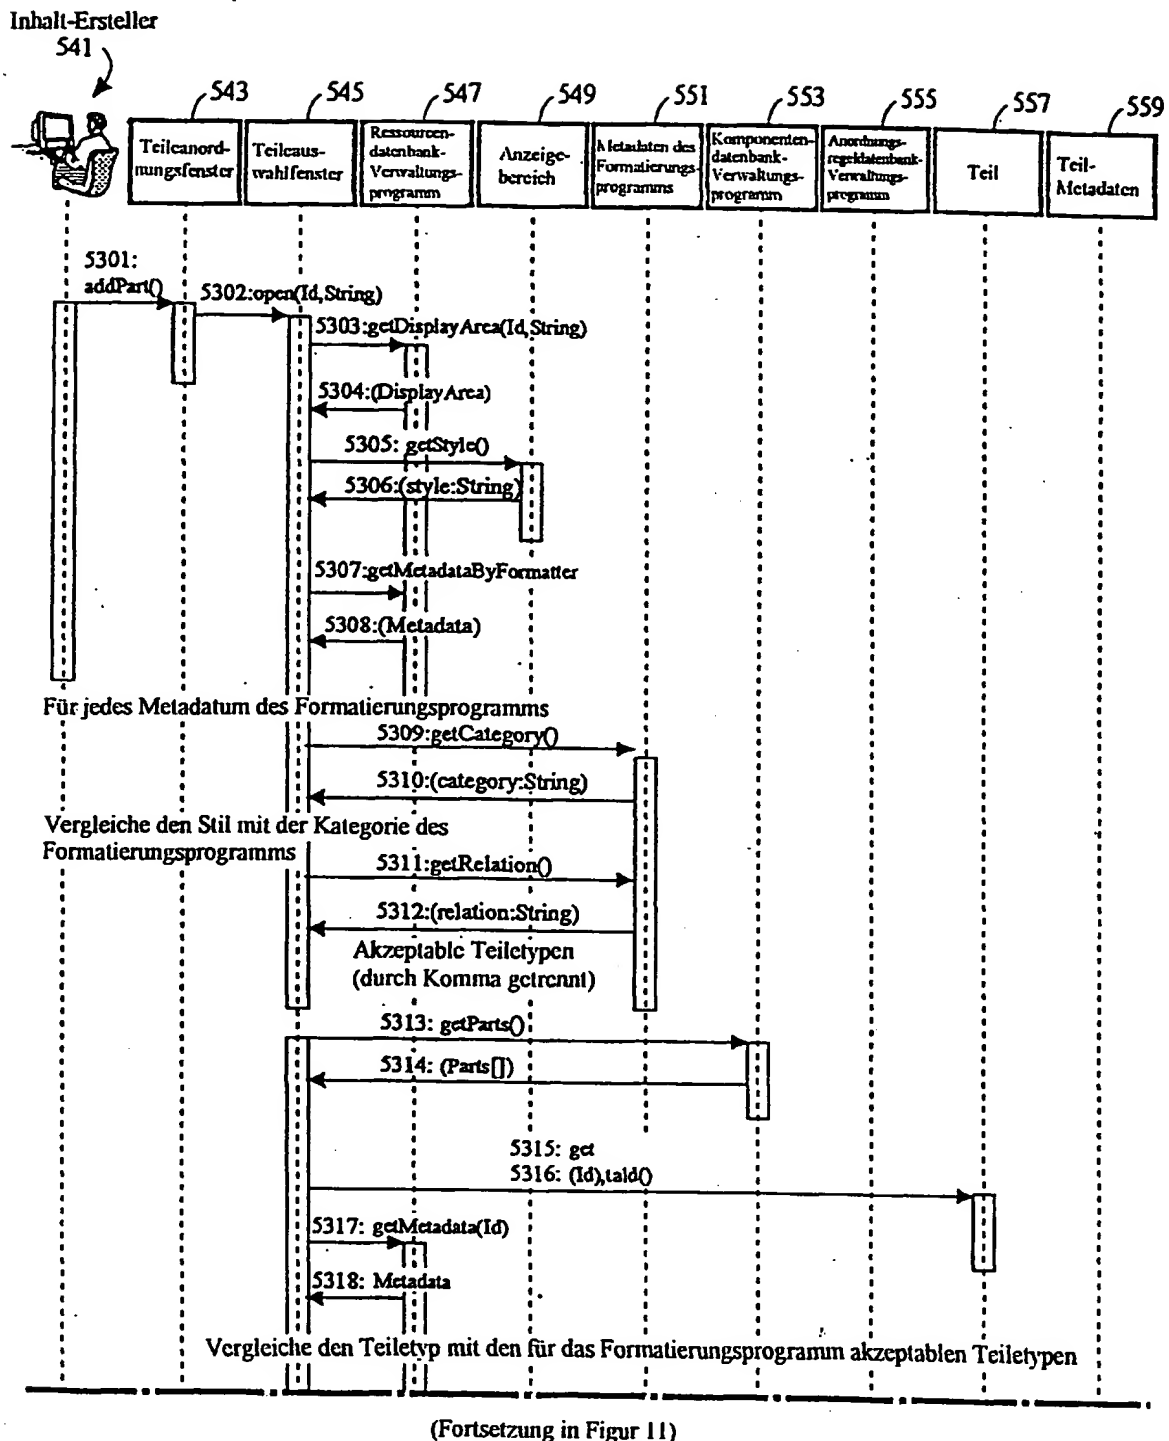 Inhalt-Ersteller
541
543
545
547
549
551
553
555
557
559
Teileanord-
nungsfenster
Teileaus-
wahlfenster
Ressourcen-
datenbank-
Verwaltungs-
programm
Anzeige-
bereich
Metadaten des
Formatierungs-
programms
Komponenten-
datenbank-
Verwaltungs-
programm
Anordnungs-
regeldatenbank-
Verwaltungs-
programm
Teil
Teil-
Metadaten
5301:
addPart()
5302:open(Id,String)
5303:getDisplayArea(Id,String)
5304:(DisplayArea)
5305: getStyle()
5306:(style:String)
5307:getMetadataByFormatter
5308:(Metadata)
Für jedes Metadatum des Formatierungsprogramms
5309:getCategory()
5310:(category:String)
Vergleiche den Stil mit der Kategorie des
Formatierungsprogramms
5311:getRelation()
5312:(relation:String)
Akzeptable Teiletypen
(durch Komma getrennt)
5313: getParts()
5314: (Parts[])
5315: get
5316: (Id),taId()
5317: getMetadata(Id)
5318: Metadata
Vergleiche den Teiletyp mit den für das Formatierungsprogramm akzeptablen Teiletypen
(Fortsetzung in Figur 11)